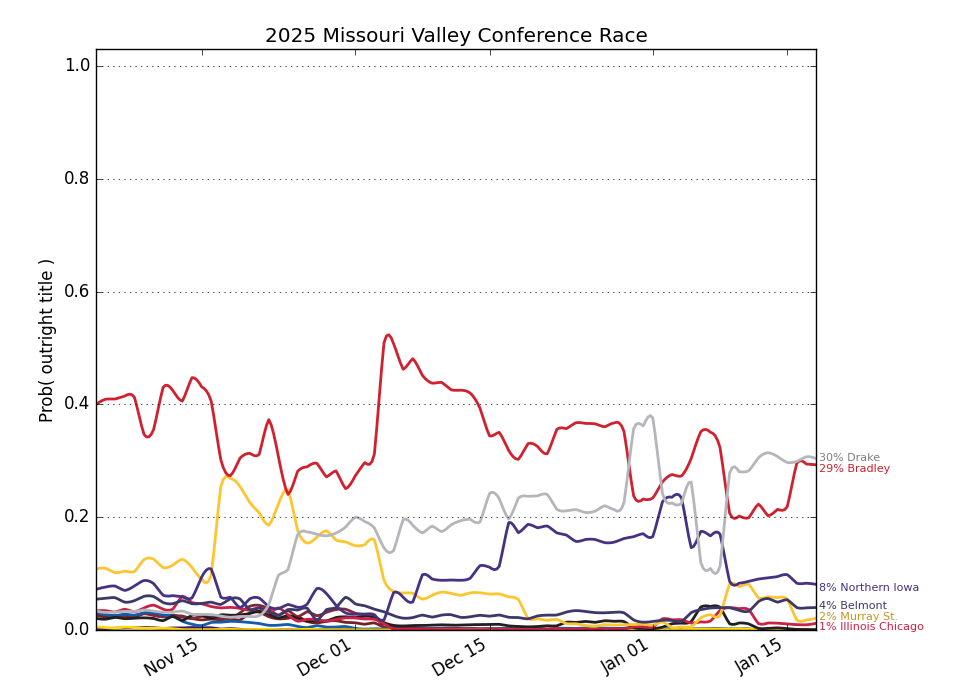 2025 Missouri Valley Conference Race
1.0
0.8
0.6
0.4
0.2
0.0
Prob( outright title )
30% Drake
29% Bradley
8% Northern Iowa
4% Belmont
2% Murray St.
1% Illinois Chicago
Nov 15
Dec 01
Dec 15
Jan 01
Jan 15